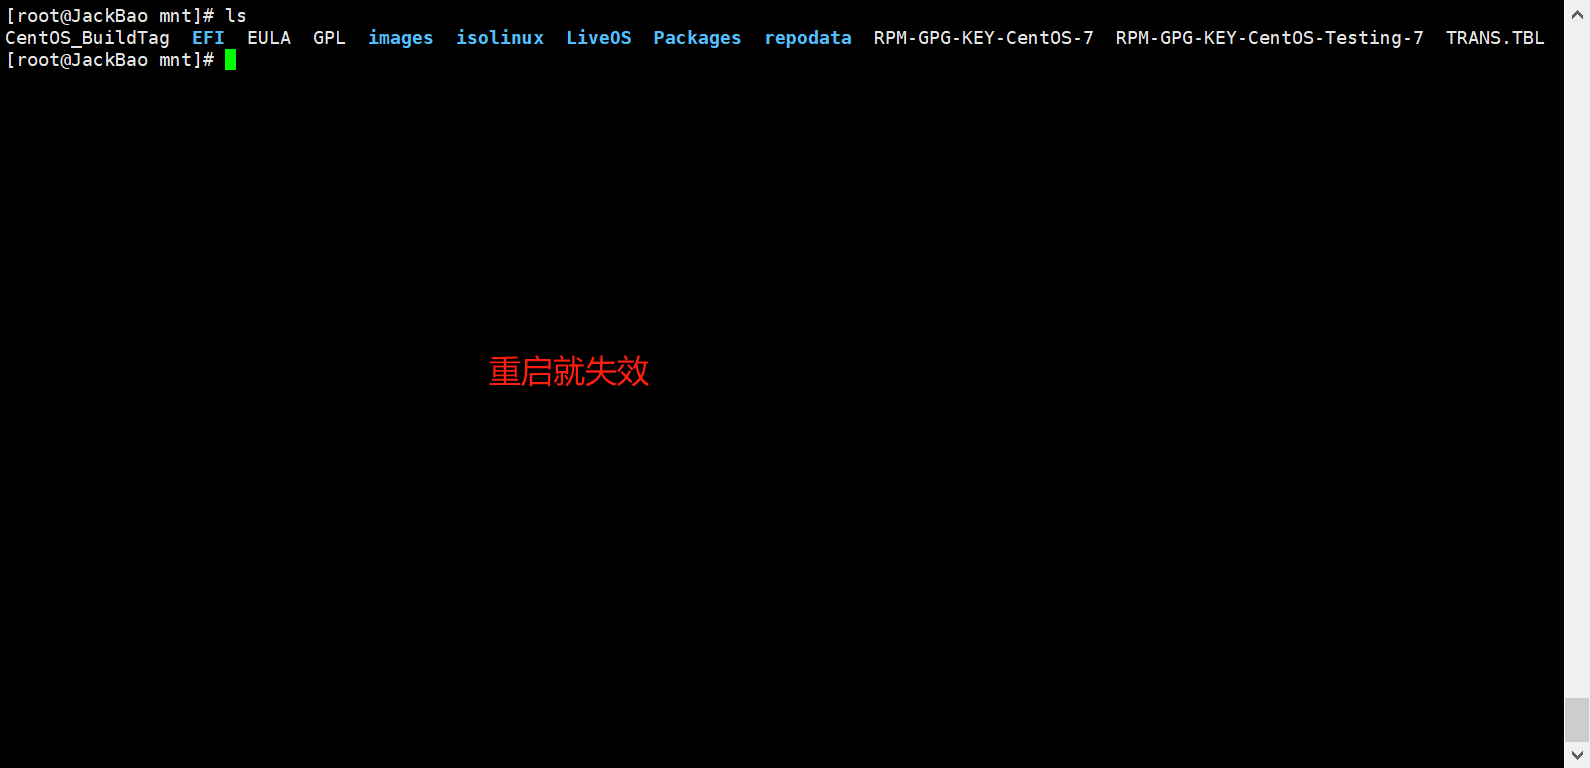 [root@JackBao mnt]# ls
CentOS_BuildTag  EFI  EULA  GPL  images  isolinux  LiveOS  Packages  repodata  RPM-GPG-KEY-CentOS-7  RPM-GPG-KEY-CentOS-Testing-7  TRANS.TBL
[root@JackBao mnt]#
重启就失效